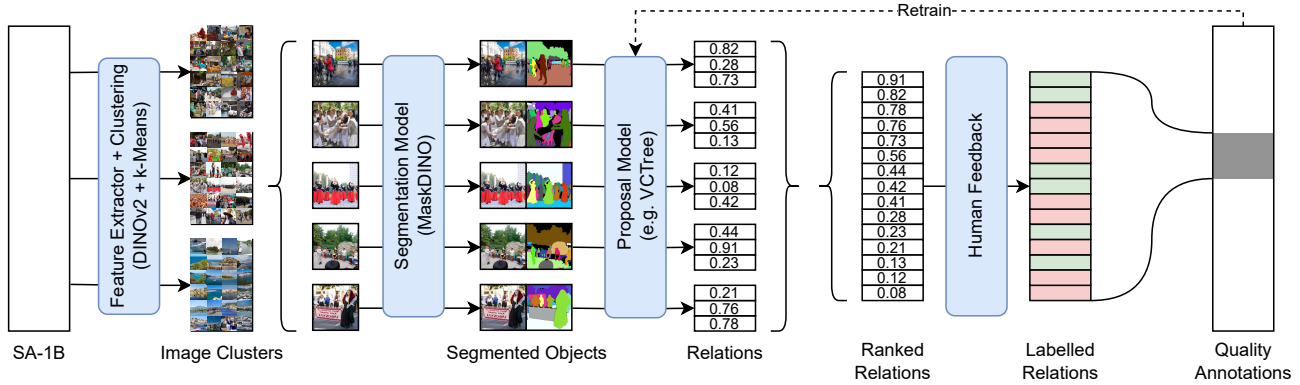 Retrain
Feature Extractor + Clustering
(DINOv2 + k-Means)
Segmentation Model
(MaskDINO)
Proposal Model
(e.g. VCTree)
0.82
0.28
0.73
0.41
0.56
0.13
0.12
0.08
0.42
0.44
0.91
0.23
0.21
0.76
0.78
0.91
0.82
0.78
0.76
0.73
0.56
0.44
0.42
0.41
0.28
0.23
0.21
0.13
0.12
0.08
Human Feedback
SA-1B
Image Clusters
Segmented Objects
Relations
Ranked
Relations
Labelled
Relations
Quality
Annotations